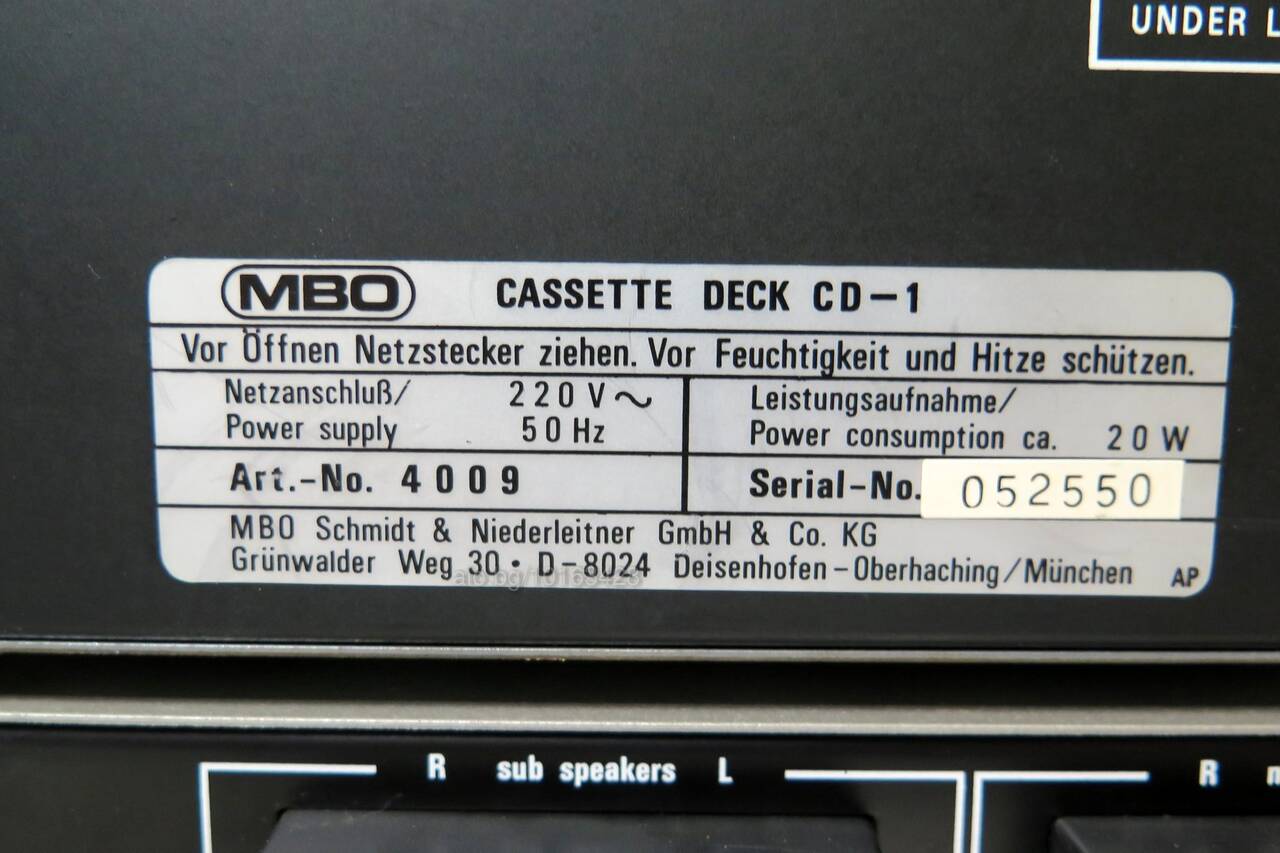 UNDER L
MBO CASSETTE DECK CD-1
Vor Öffnen Netzstecker ziehen. Vor Feuchtigkeit und Hitze schützen.
Netzanschluß/ 220 V~ Leistungsaufnahme/
Power supply 50 Hz Power consumption ca. 20 W
Art.-No. 4009 Serial-No. 052550
MBO Schmidt & Niederleitner GmbH & Co. KG
Grünwalder Weg 30 · D-8024 Deisenhofen-Oberhaching/München AP
R sub speakers L R